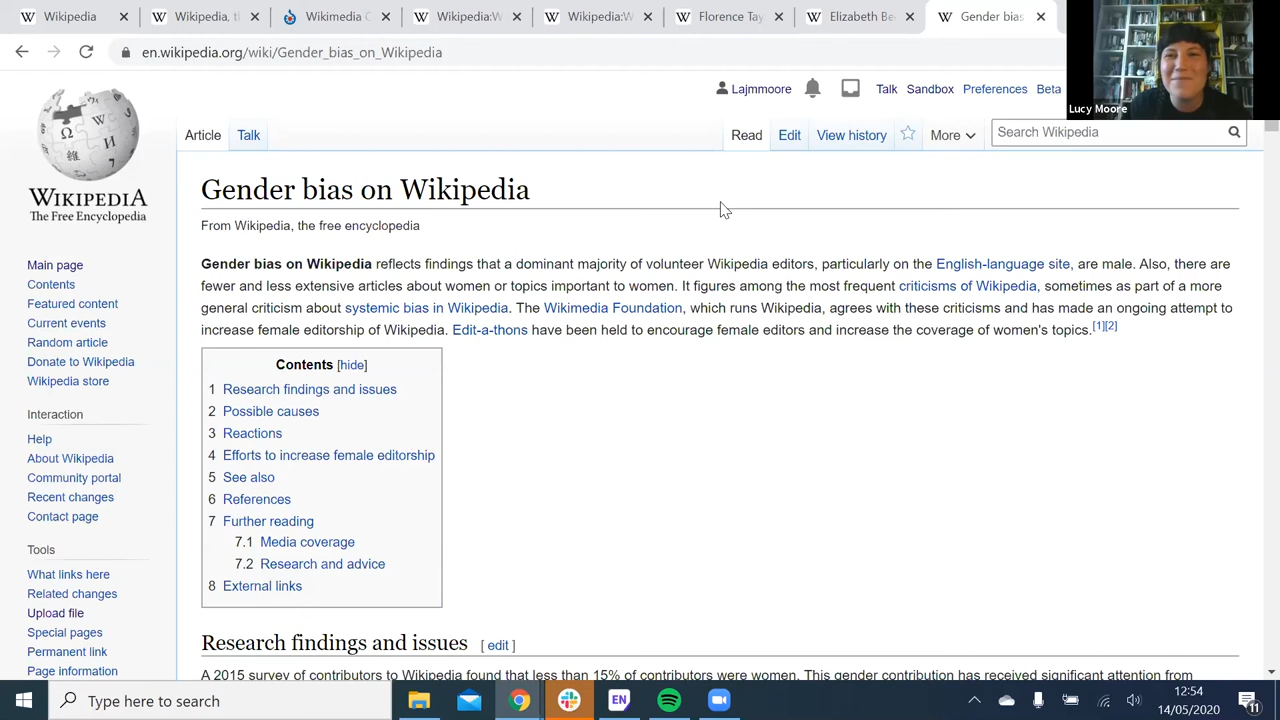 Wikipedia
Wikipedia, t
Wikimedia C
Wikipedia:W
Wikipedia:W
Florence Tay
Elizabeth Be
Gender bias
en.wikipedia.org/wiki/Gender_bias_on_Wikipedia
Lucy Moore
Lajmmoore Talk Sandbox Preferences Beta
Article Talk Read Edit View history More Search Wikipedia
WIKIPEDIA
The Free Encyclopedia
Main page
Contents
Featured content
Current events
Random article
Donate to Wikipedia
Wikipedia store
Interaction
Help
About Wikipedia
Community portal
Recent changes
Contact page
Tools
What links here
Related changes
Upload file
Special pages
Permanent link
Page information
Gender bias on Wikipedia
From Wikipedia, the free encyclopedia
Gender bias on Wikipedia reflects findings that a dominant majority of volunteer Wikipedia editors, particularly on the English-language site, are male. Also, there are
fewer and less extensive articles about women or topics important to women. It figures among the most frequent criticisms of Wikipedia, sometimes as part of a more
general criticism about systemic bias in Wikipedia. The Wikimedia Foundation, which runs Wikipedia, agrees with these criticisms and has made an ongoing attempt to
increase female editorship of Wikipedia. Edit-a-thons have been held to encourage female editors and increase the coverage of women's topics.[1][2]
Contents [hide]
1 Research findings and issues
2 Possible causes
3 Reactions
4 Efforts to increase female editorship
5 See also
6 References
7 Further reading
7.1 Media coverage
7.2 Research and advice
8 External links
Research findings and issues [ edit ]
A 2015 survey of contributors to Wikipedia found that less than 15% of contributors were women. This gender contribution has received significant attention from
Type here to search
EN
12:54
14/05/2020
11